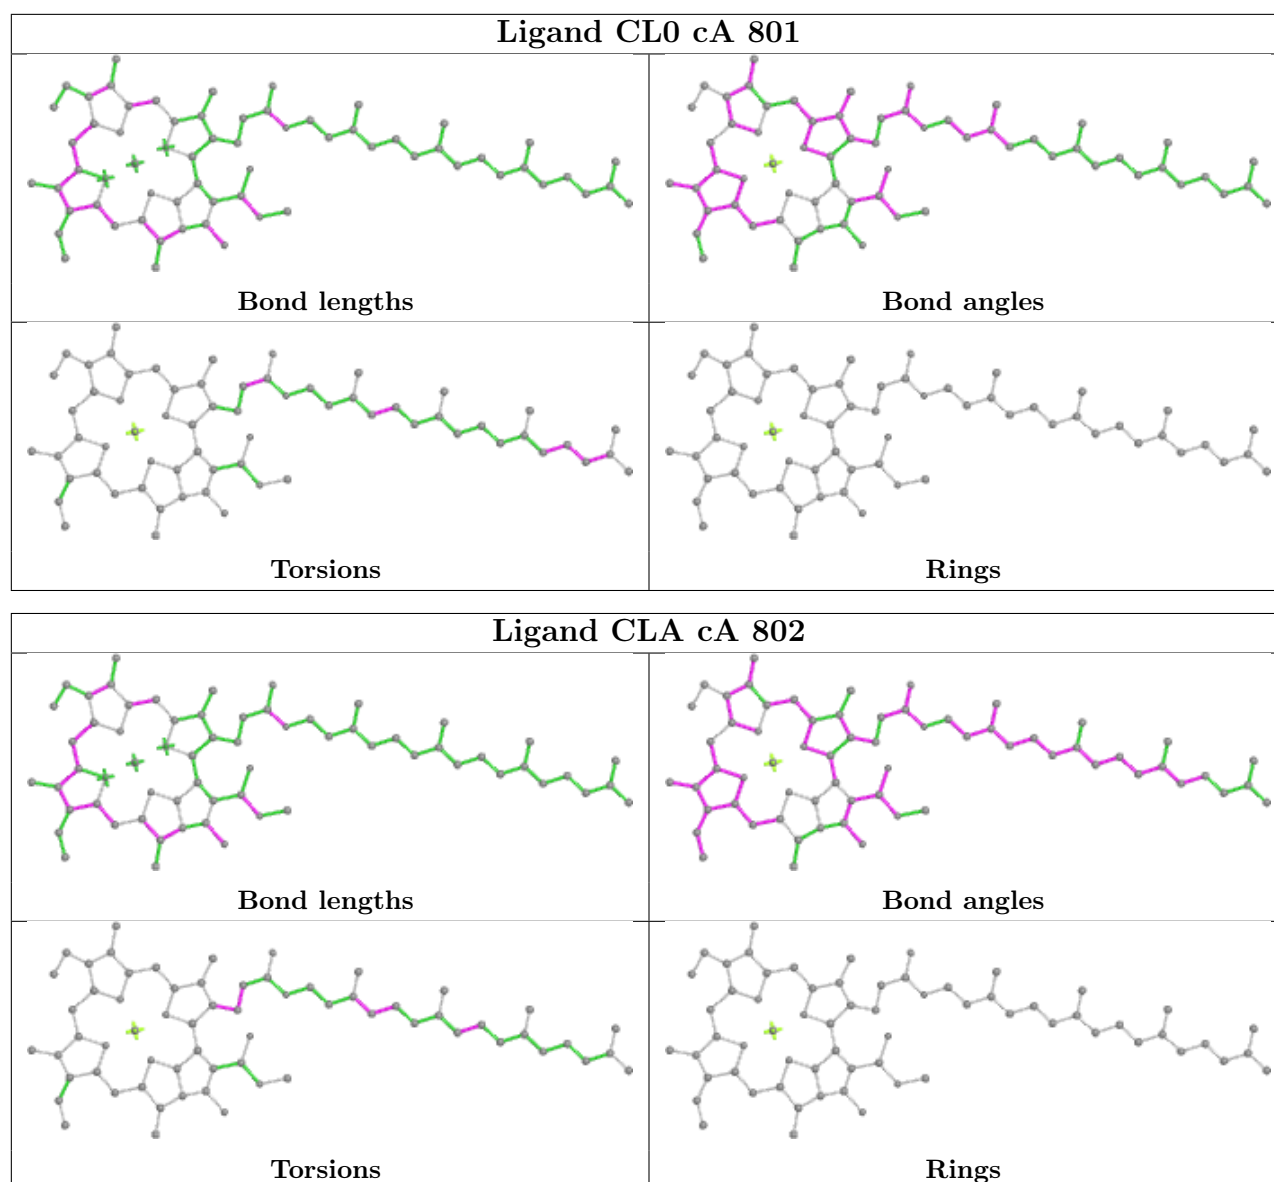 Ligand CL0 cA 801
Bond lengths
Bond angles
Torsions
Rings
Ligand CLA cA 802
Bond lengths
Bond angles
Torsions
Rings